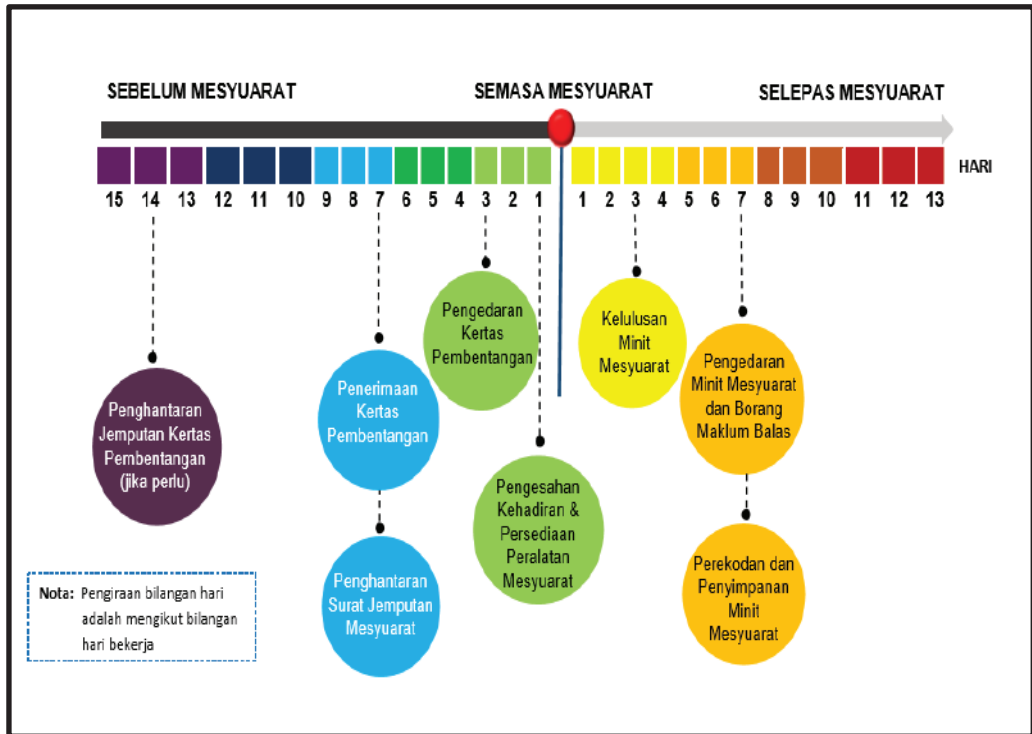 SEBELUM MESYUARAT
SEMASA MESYUARAT
SELEPAS MESYUARAT
HARI
15 14 13 12 11 10 9 8 7 6 5 4 3 2 1 1 2 3 4 5 6 7 8 9 10 11 12 13
Penghantaran
Jemputan Kertas
Pembentangan
(jika perlu)
Penerimaan
Kertas
Pembentangan
Penghantaran
Surat Jemputan
Mesyuarat
Pengedaran
Kertas
Pembentangan
Pengesahan
Kehadiran &
Persediaan
Peralatan
Mesyuarat
Kelulusan
Minit
Mesyuarat
Pengedaran
Minit Mesyuarat
dan Borang
Maklum Balas
Perekodan dan
Penyimpanan
Minit
Mesyuarat
Nota: Pengiraan bilangan hari
adalah mengikut bilangan
hari bekerja